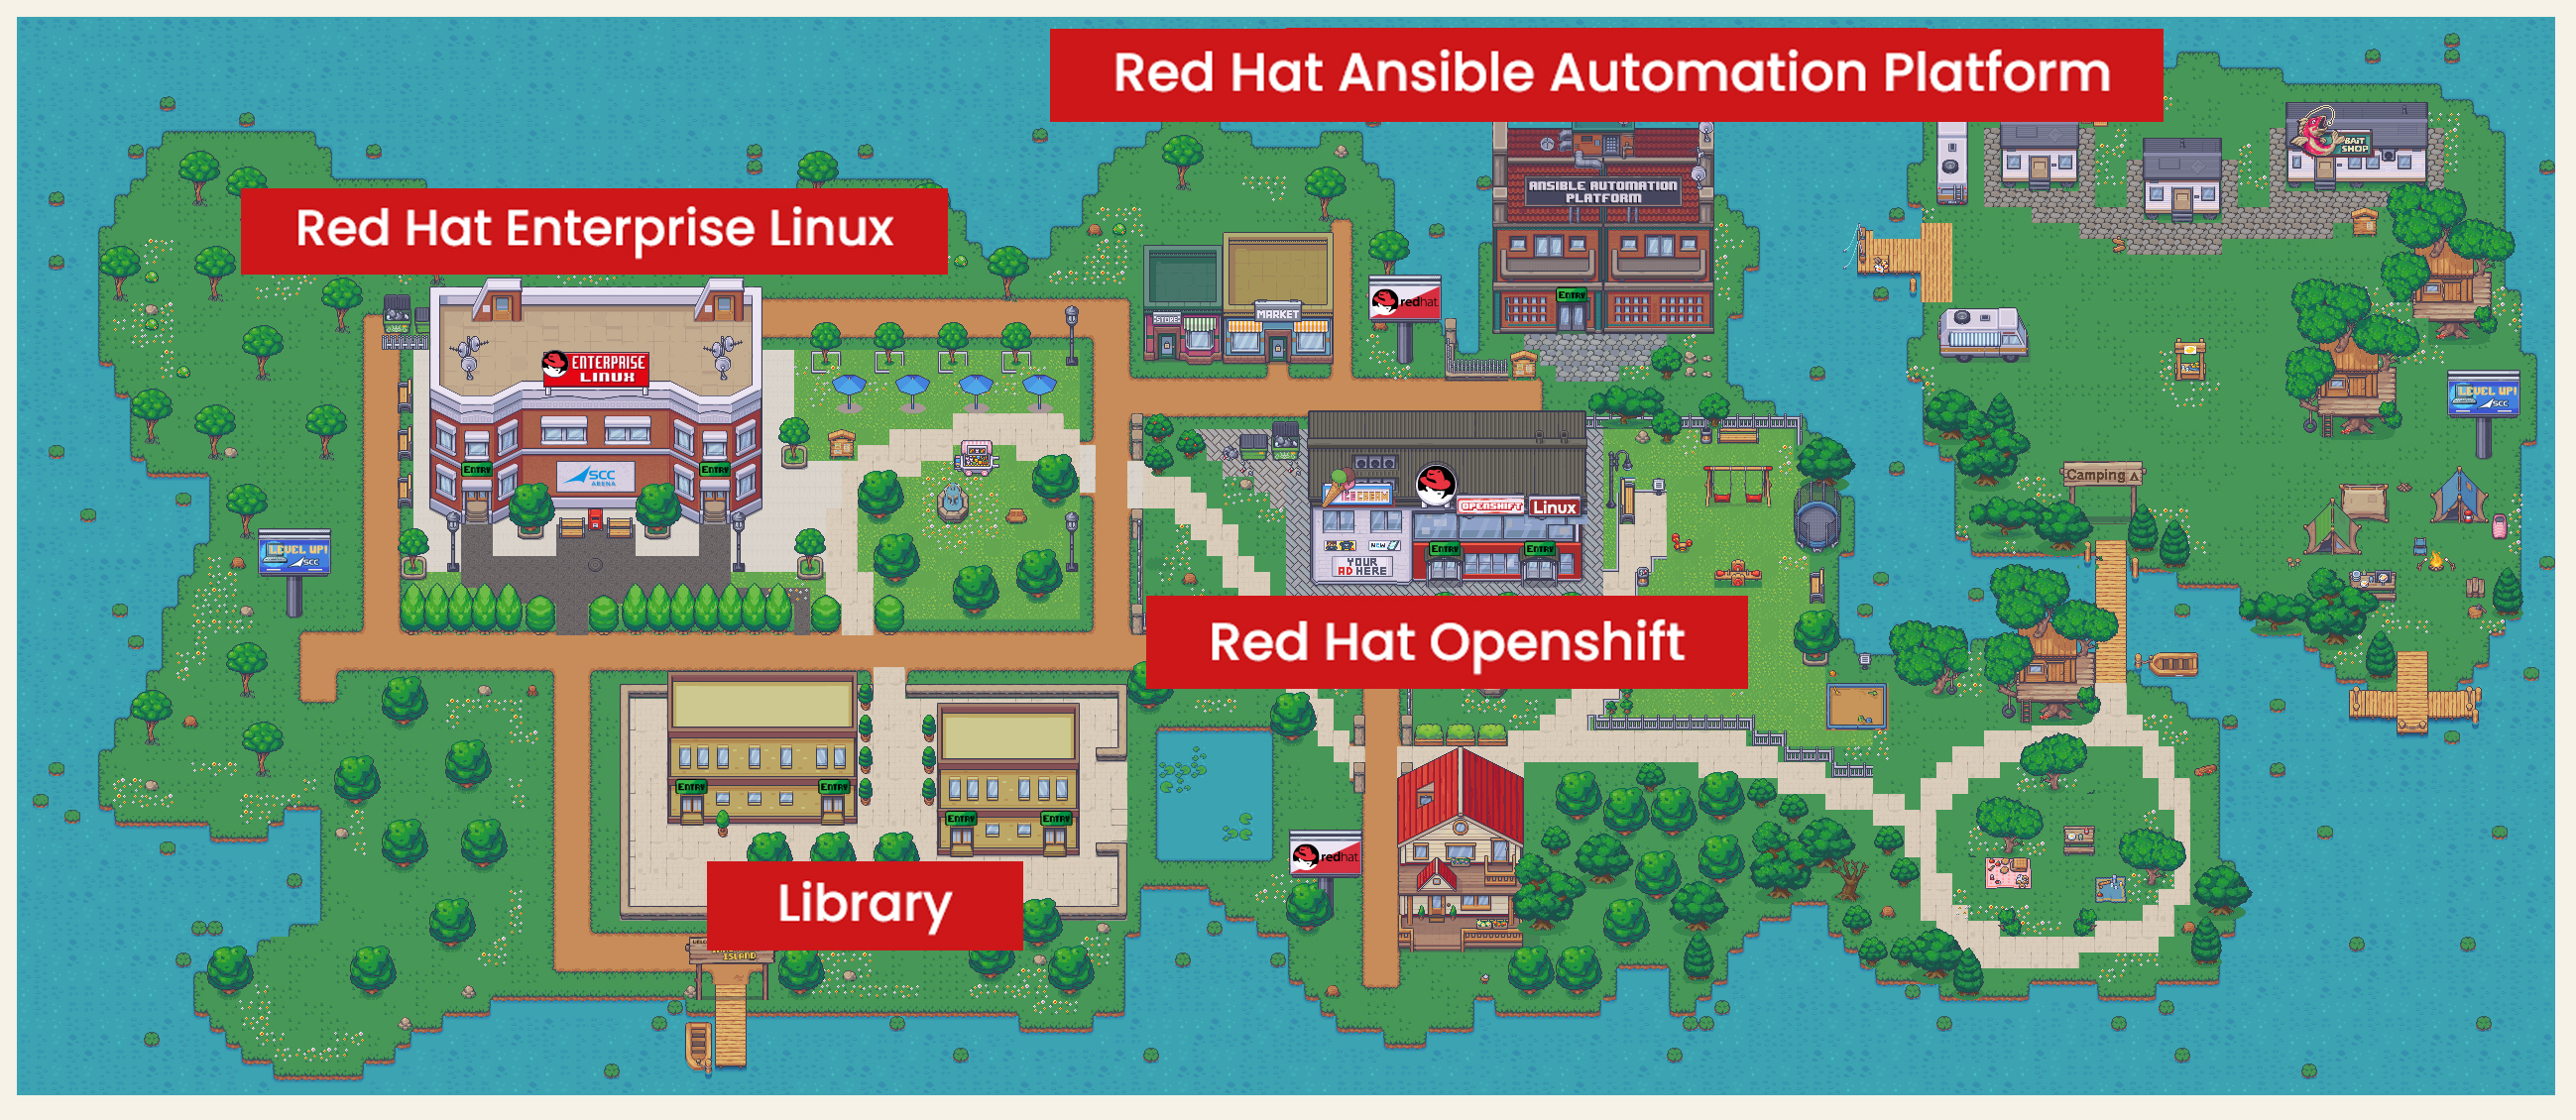 Red Hat Ansible Automation Platform
BAIT
SHOP
ANSIBLE AUTOMATION
PLATFORM
Red Hat Enterprise Linux
redhat
STORE
MARKET
ENTRY
ENTERPRISE
LINUX
LEVEL UP!
SCC
SCC
ARENA
ENTRY
ENTRY
ICECREAM
OPENSHIFT
Linux
NEW
ENTRY
ENTRY
YOUR
AD HERE
Camping
LEVEL UP!
SCC
Red Hat Openshift
ENTRY
ENTRY
ENTRY
ENTRY
redhat
Library
ISLAND